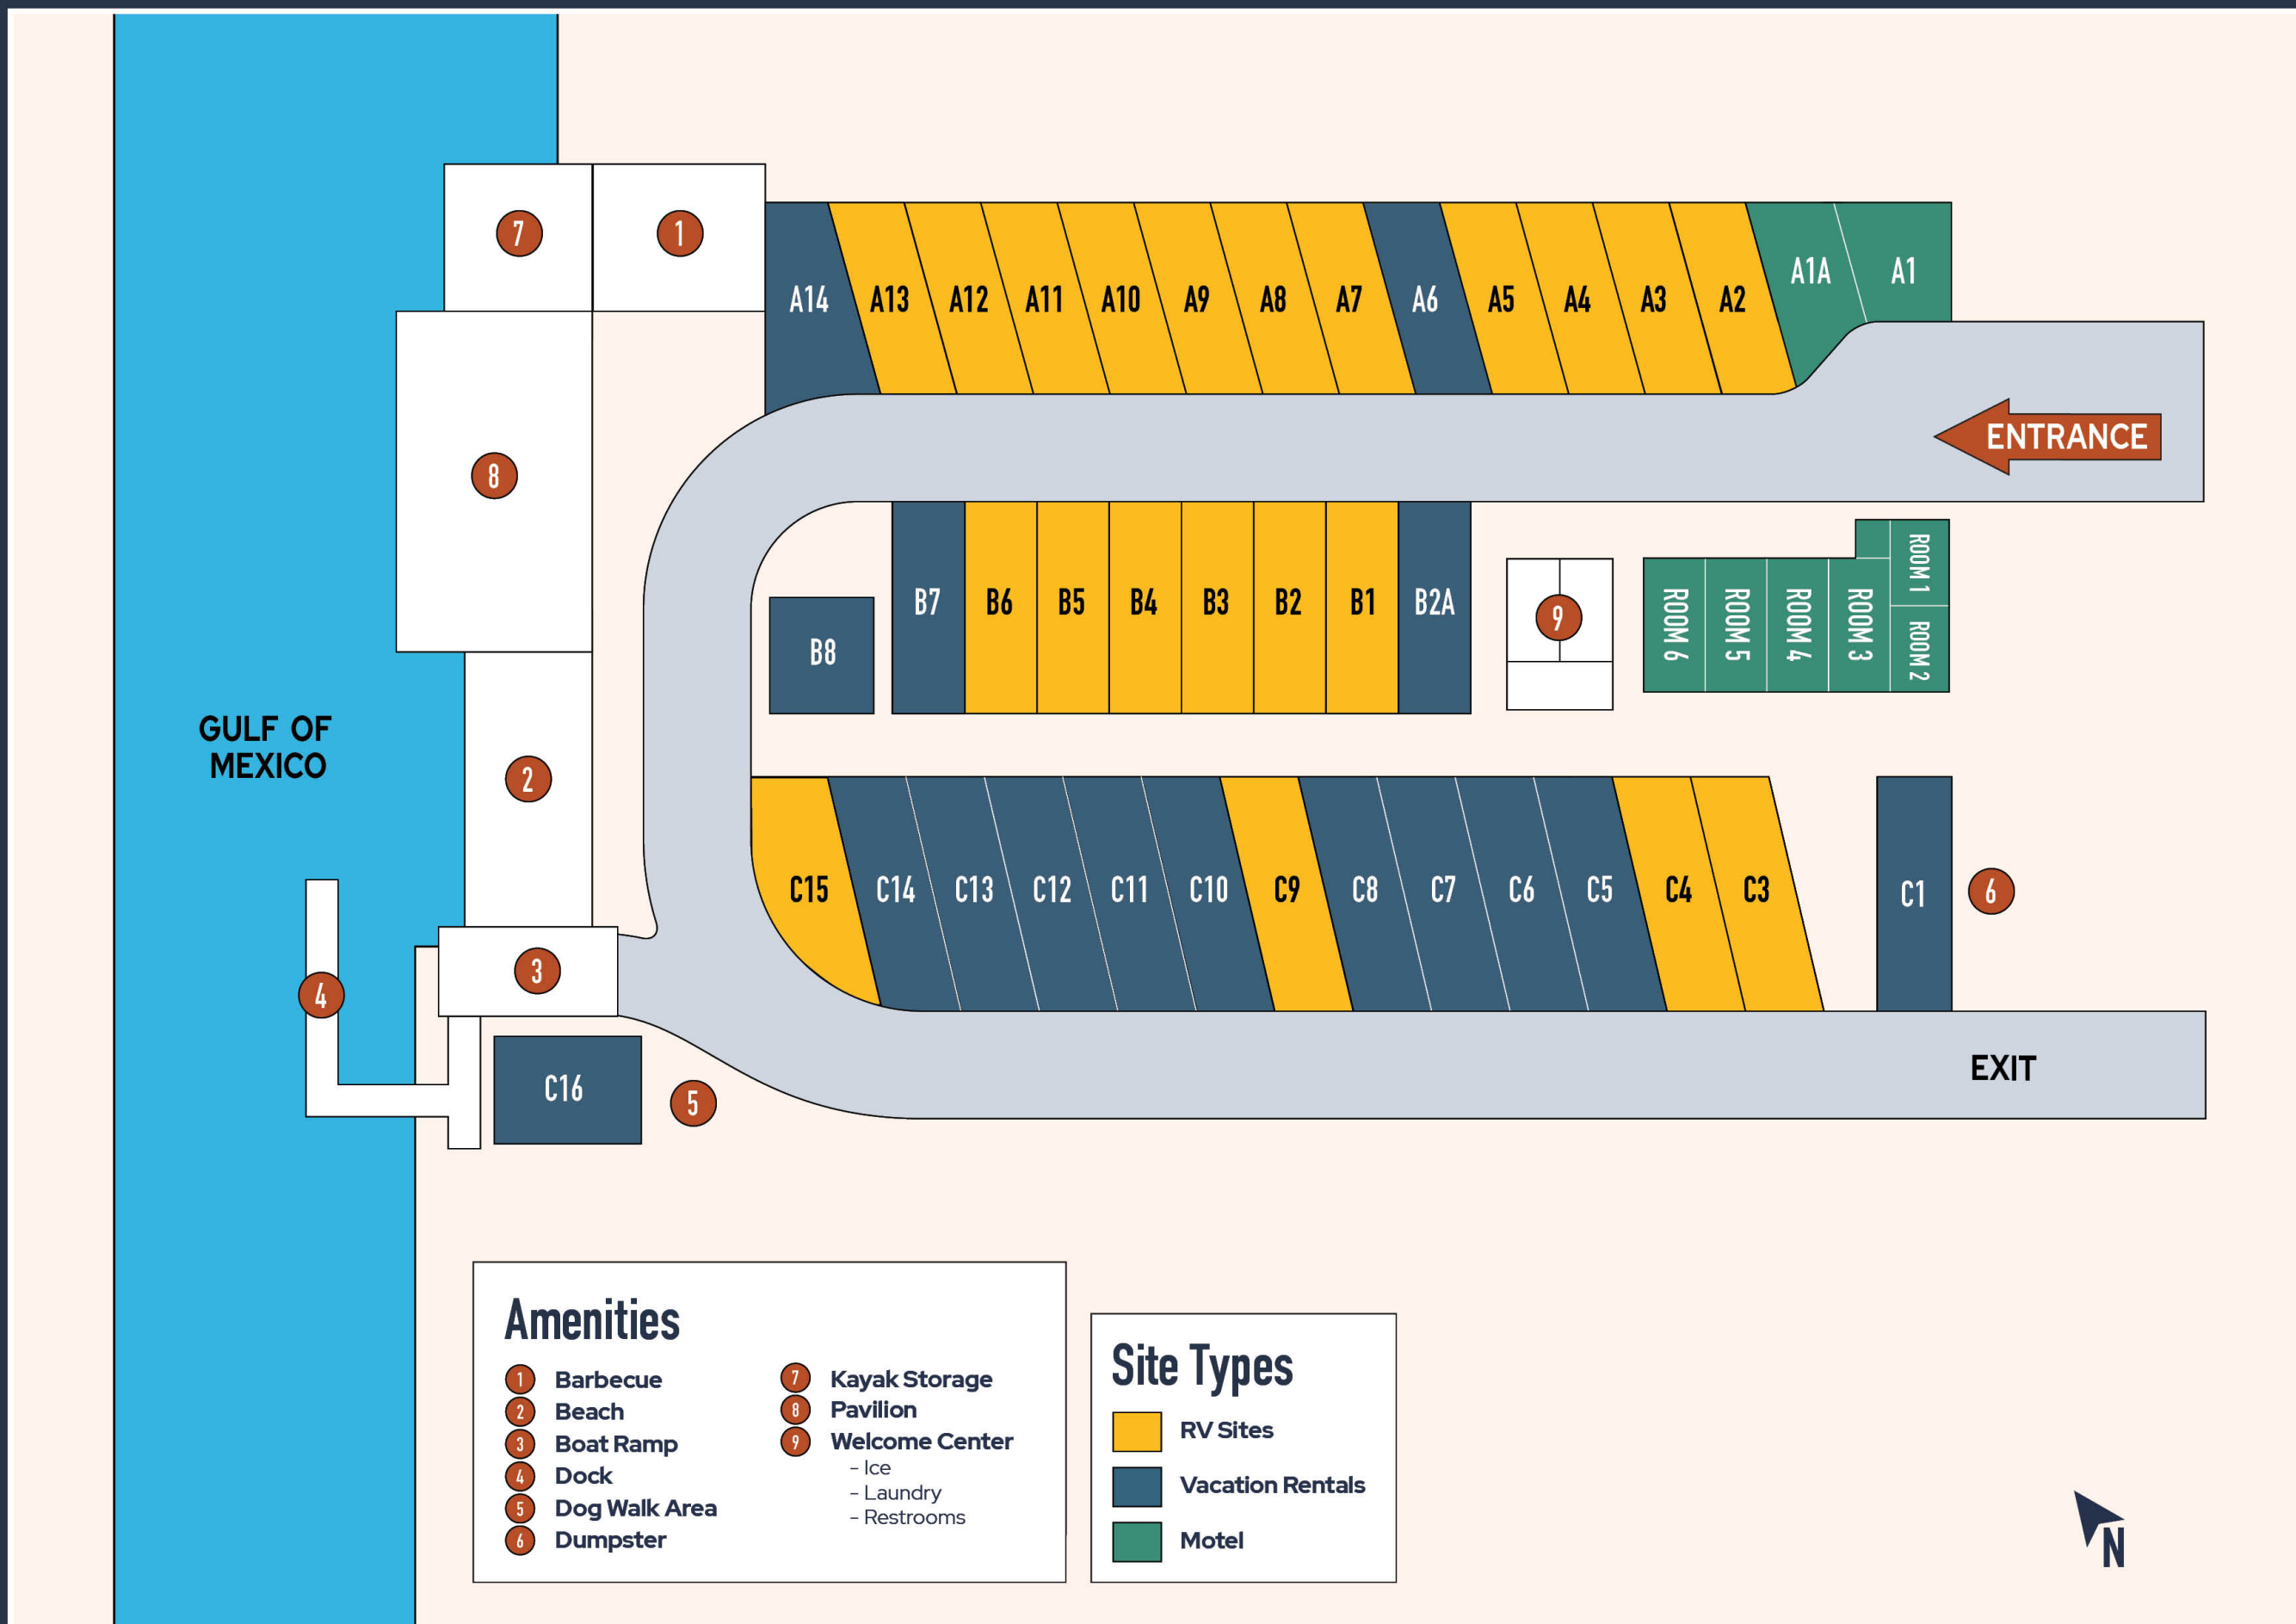 7
1
A14
A13
A12
A11
A10
A9
A8
A7
A6
A5
A4
A3
A2
A1A
A1
ENTRANCE
8
B8
B7
B6
B5
B4
B3
B2
B1
B2A
9
ROOM 6
ROOM 5
ROOM 4
ROOM 3
ROOM 1
ROOM 2
GULF OF
MEXICO
2
C15
C14
C13
C12
C11
C10
C9
C8
C7
C6
C5
C4
C3
C1
6
3
4
C16
5
EXIT
Amenities
1 Barbecue
2 Beach
3 Boat Ramp
4 Dock
5 Dog Walk Area
6 Dumpster
7 Kayak Storage
8 Pavilion
9 Welcome Center
- Ice
- Laundry
- Restrooms
Site Types
RV Sites
Vacation Rentals
Motel
N